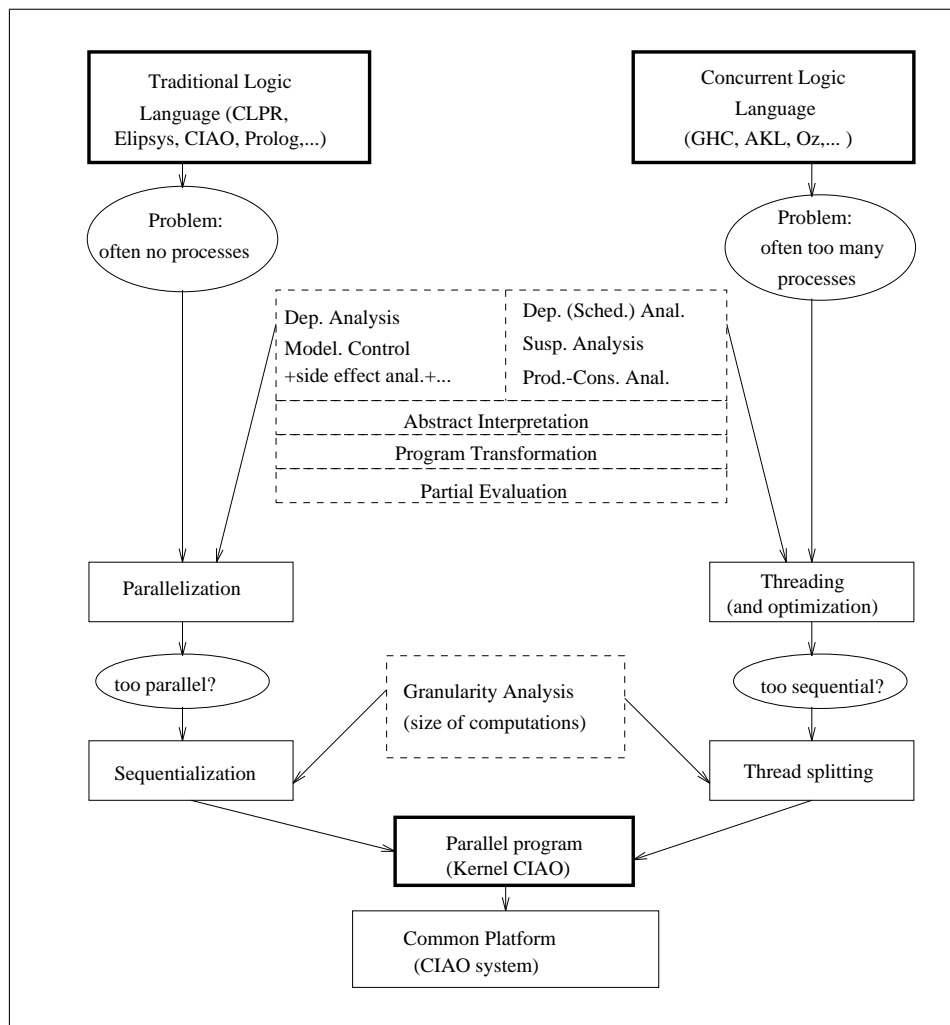 Traditional Logic
Language (CLPR,
Elipsys, CIAO, Prolog,...)
Concurrent Logic
Language
(GHC, AKL, Oz,... )
Problem:
often no processes
Problem:
often too many
processes
Dep. Analysis
Model. Control
+side effect anal.+...
Dep. (Sched.) Anal.
Susp. Analysis
Prod.-Cons. Anal.
Abstract Interpretation
Program Transformation
Partial Evaluation
Parallelization
Threading
(and optimization)
too parallel?
Granularity Analysis
(size of computations)
too sequential?
Sequentialization
Thread splitting
Parallel program
(Kernel CIAO)
Common Platform
(CIAO system)